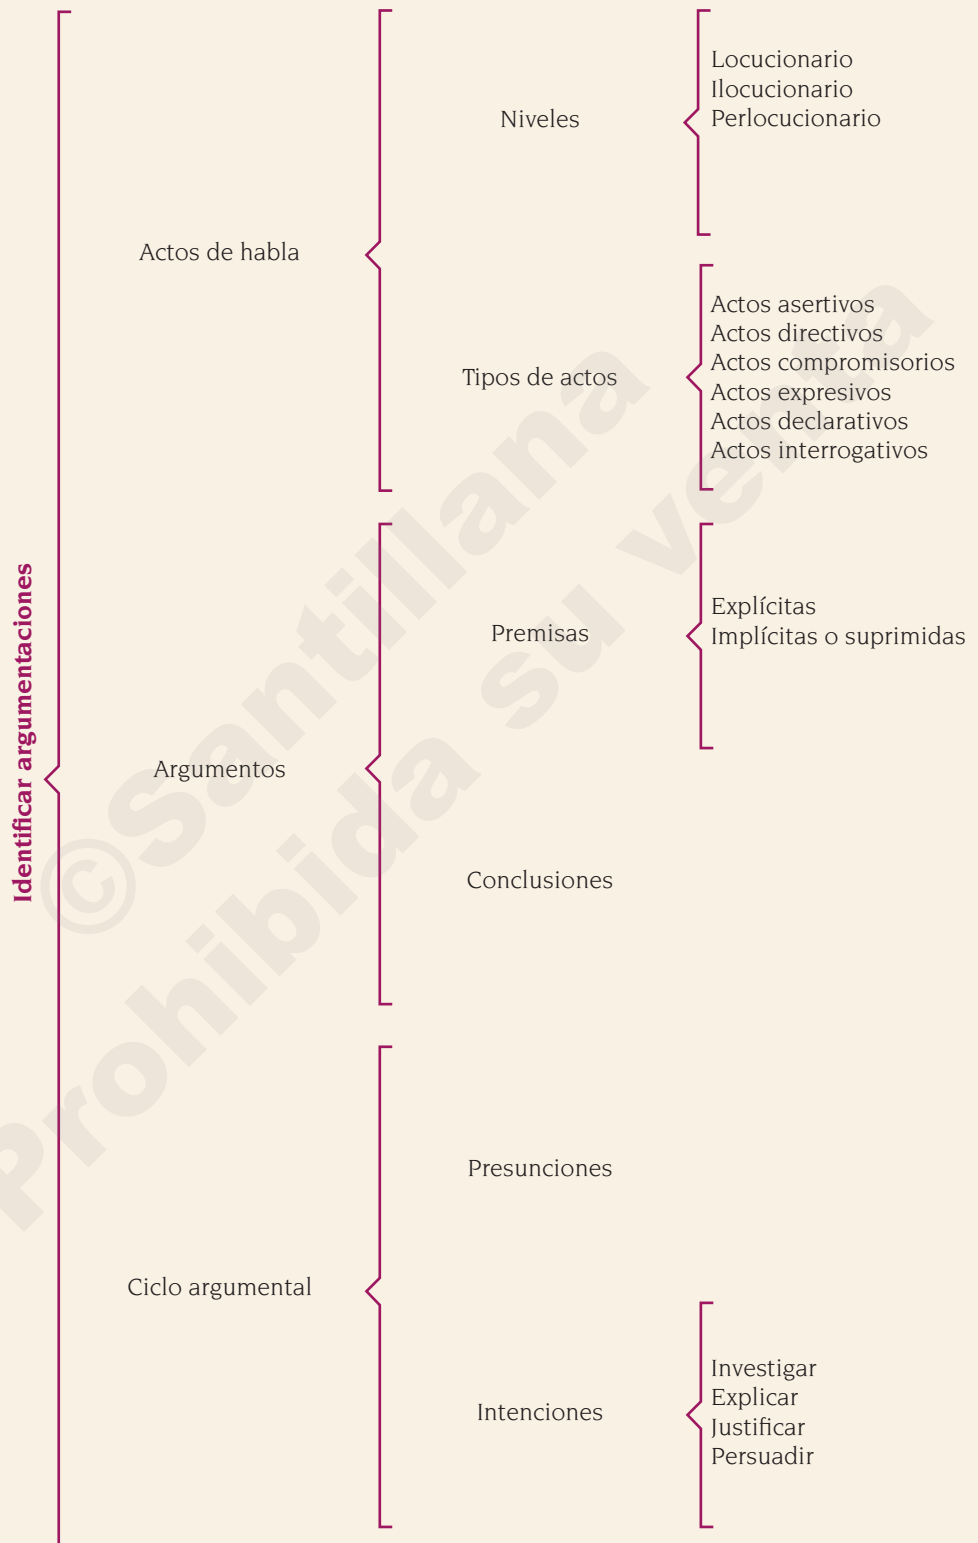 Identificar argumentaciones
Actos de habla
Niveles
Locucionario
Ilocucionario
Perlocucionario
Tipos de actos
Actos asertivos
Actos directivos
Actos compromisorios
Actos expresivos
Actos declarativos
Actos interrogativos
Argumentos
Premisas
Explícitas
Implícitas o suprimidas
Conclusiones
Ciclo argumental
Presunciones
Intenciones
Investigar
Explicar
Justificar
Persuadir
©Santillana
Prohibida su venta